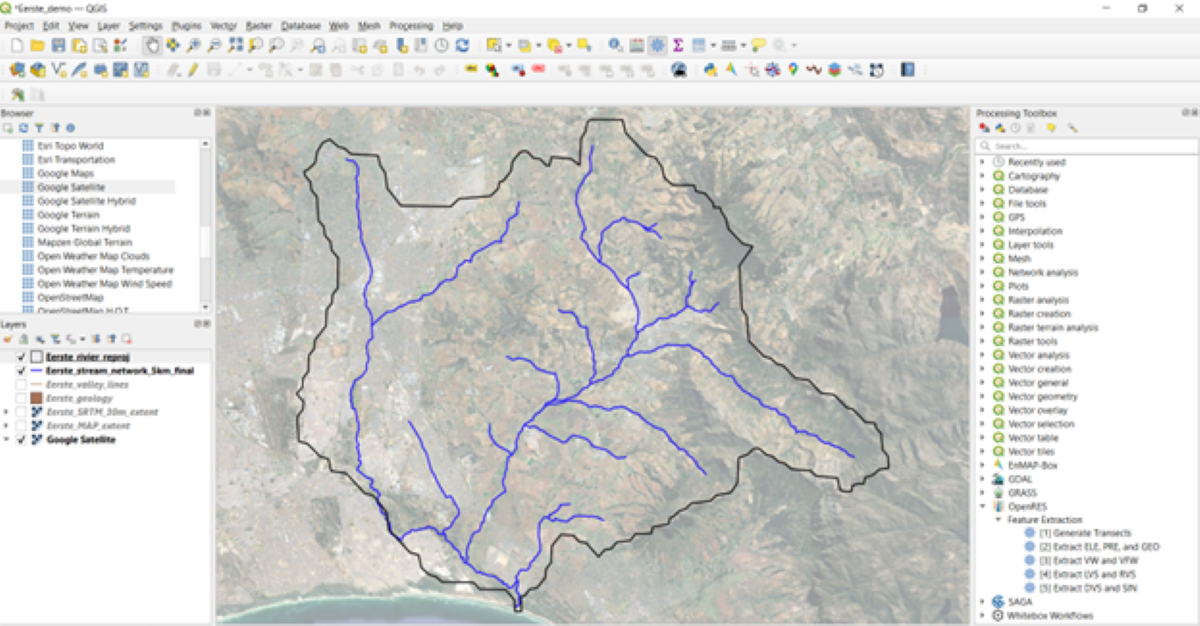 *Eerste_demo — QGIS
Project Edit View Layer Settings Plugins Vector Raster Database Web Mesh Processing Help
Browser
Esri Topo World
Esri Transportation
Google Maps
Google Satellite
Google Satellite Hybrid
Google Terrain
Google Terrain Hybrid
Mapzen Global Terrain
Open Weather Map Clouds
Open Weather Map Temperature
Open Weather Map Wind Speed
OpenStreetMap
OpenStreetMap H.O.T
Layers
Eerste_rivier_reproj
Eerste_stream_network_5km_final
Eerste_valley_lines
Eerste_geology
Eerste_SRTM_30m_extent
Eerste_MAP_extent
Google Satellite
Processing Toolbox
Search...
Recently used
Cartography
Database
File tools
GPS
Interpolation
Layer tools
Mesh
Network analysis
Plots
Raster analysis
Raster creation
Raster terrain analysis
Raster tools
Vector analysis
Vector creation
Vector general
Vector geometry
Vector overlay
Vector selection
Vector table
Vector tiles
EnMAP-Box
GDAL
GRASS
OpenRES
Feature Extraction
[1] Generate Transects
[2] Extract ELE, PRE, and GEO
[3] Extract VW and VFW
[4] Extract LVS and RVS
[5] Extract DVS and SIN
SAGA
Whitebox Workflows